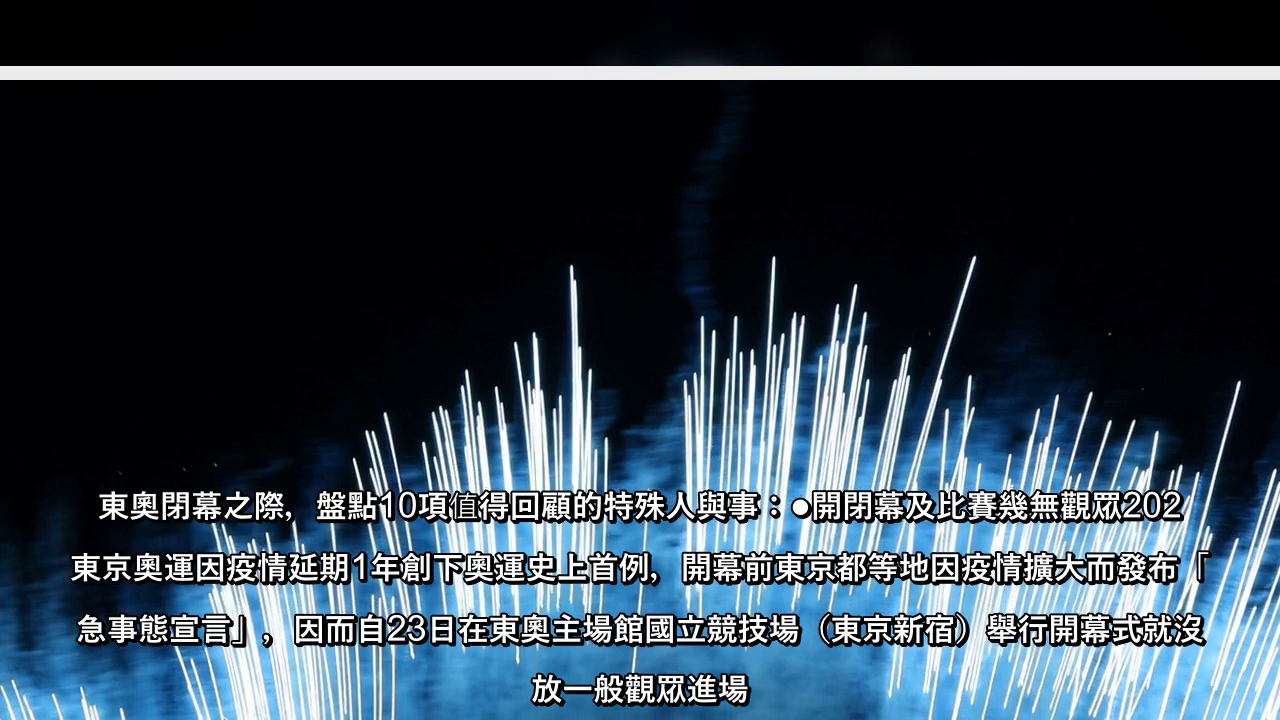 東奧閉幕之際，盤點10項值得回顧的特殊人與事：●開閉幕及比賽幾無觀眾202
東京奧運因疫情延期1年創下奧運史上首例，開幕前東京都等地因疫情擴大而發布「
急事態宣言」，因而自23日在東奧主場館國立競技場（東京新宿）舉行開幕式就沒
放一般觀眾進場